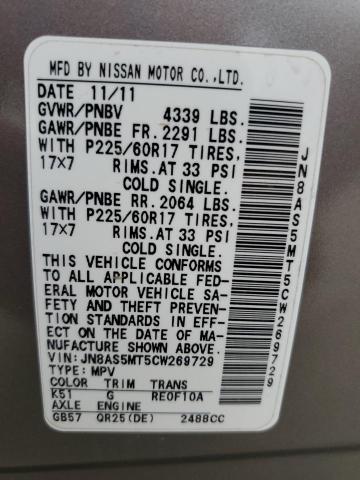 MFD BY NISSAN MOTOR CO.,LTD.
DATE 11/11
GVWR/PNBV 4339 LBS.
GAWR/PNBE FR. 2291 LBS.
WITH P225/60R17 TIRES,
17X7 RIMS.AT 33 PSI
COLD SINGLE.
GAWR/PNBE RR. 2064 LBS.
WITH P225/60R17 TIRES,
17X7 RIMS.AT 33 PSI
COLD SINGLE.
THIS VEHICLE CONFORMS
TO ALL APPLICABLE FED-
ERAL MOTOR VEHICLE SA-
FETY AND THEFT PREVEN-
TION STANDARDS IN EFF-
ECT ON THE DATE OF MA-
NUFACTURE SHOWN ABOVE.
VIN: JN8AS5MT5CW269729
TYPE: MPV
COLOR TRIM TRANS
K51 G RE0F10A
AXLE ENGINE
GB57 QR25(DE) 2488CC
JN8AS5MT5CW269729